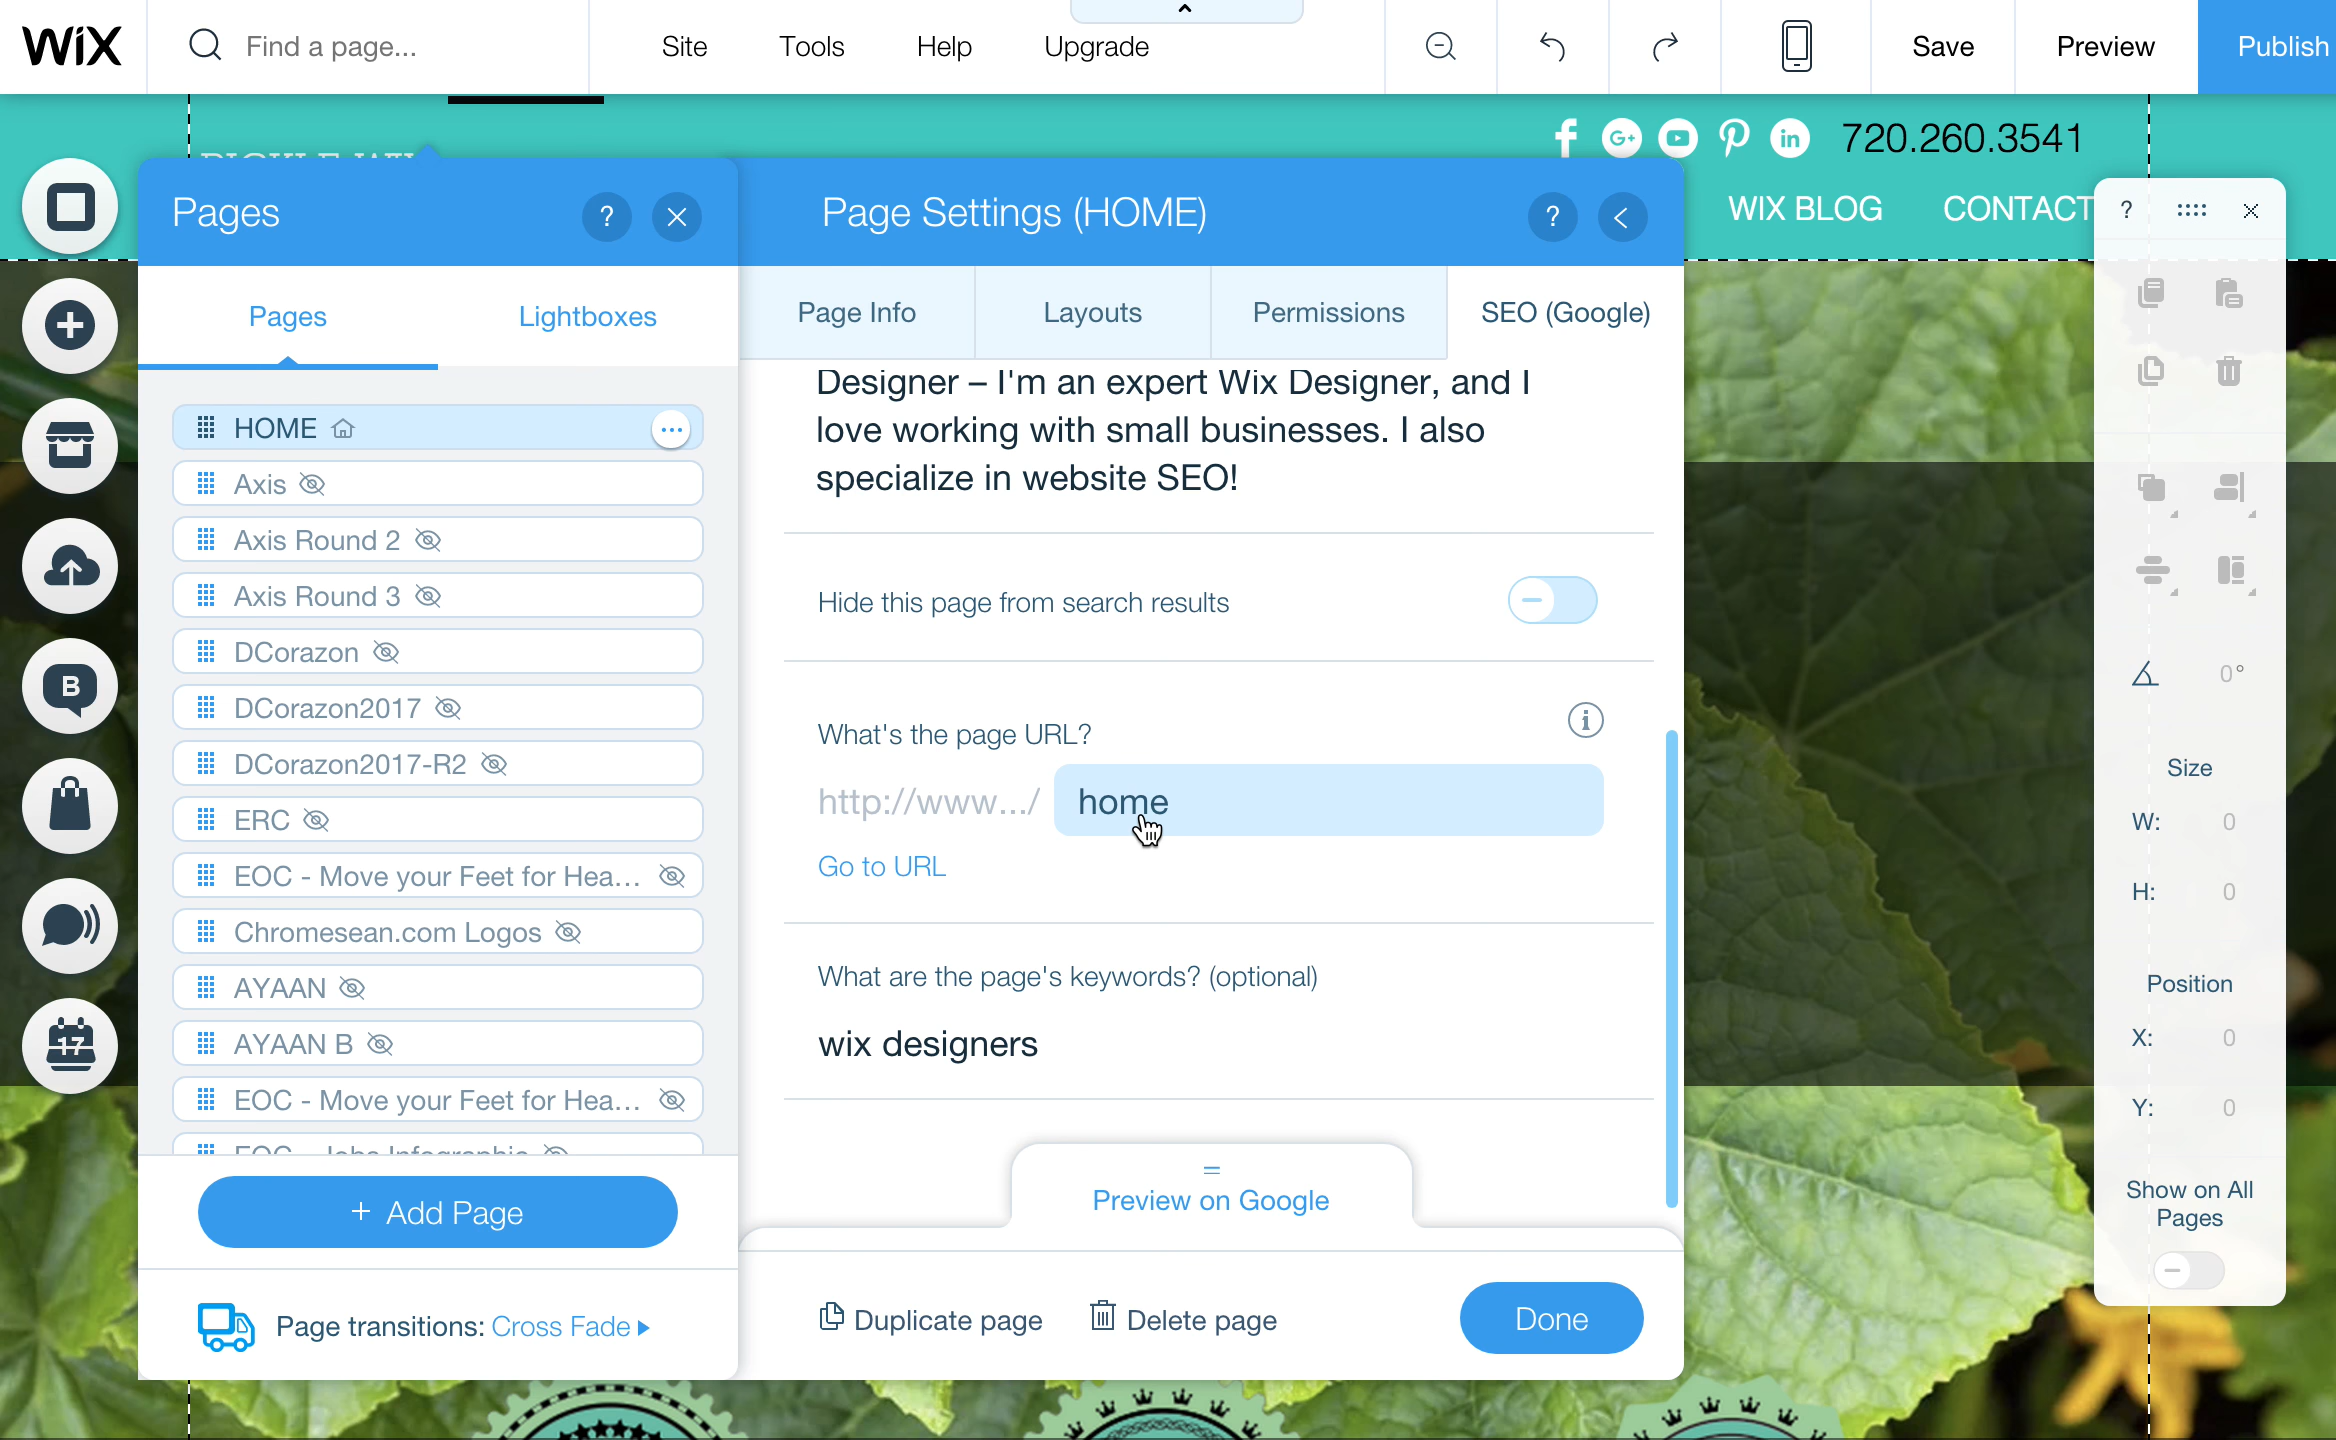 WiX
Find a page...
Site
Tools
Help
Upgrade
Save
Preview
Publish
720.260.3541
WIX BLOG
CONTACT
Pages
?
Page Settings (HOME)
?
?
Pages
Lightboxes
Page Info
Layouts
Permissions
SEO (Google)
HOME
Axis
Axis Round 2
Axis Round 3
DCorazon
DCorazon2017
DCorazon2017-R2
ERC
EOC - Move your Feet for Hea...
Chromesean.com Logos
AYAAN
AYAAN B
EOC - Move your Feet for Hea...
EOC - Jobs Infographic
+ Add Page
Page transitions: Cross Fade
Designer – I'm an expert Wix Designer, and I
love working with small businesses. I also
specialize in website SEO!
Hide this page from search results
What's the page URL?
http://www.../ home
Go to URL
What are the page's keywords? (optional)
wix designers
Preview on Google
Duplicate page
Delete page
Done
B
17
0°
Size
W: 0
H: 0
Position
X: 0
Y: 0
Show on All
Pages